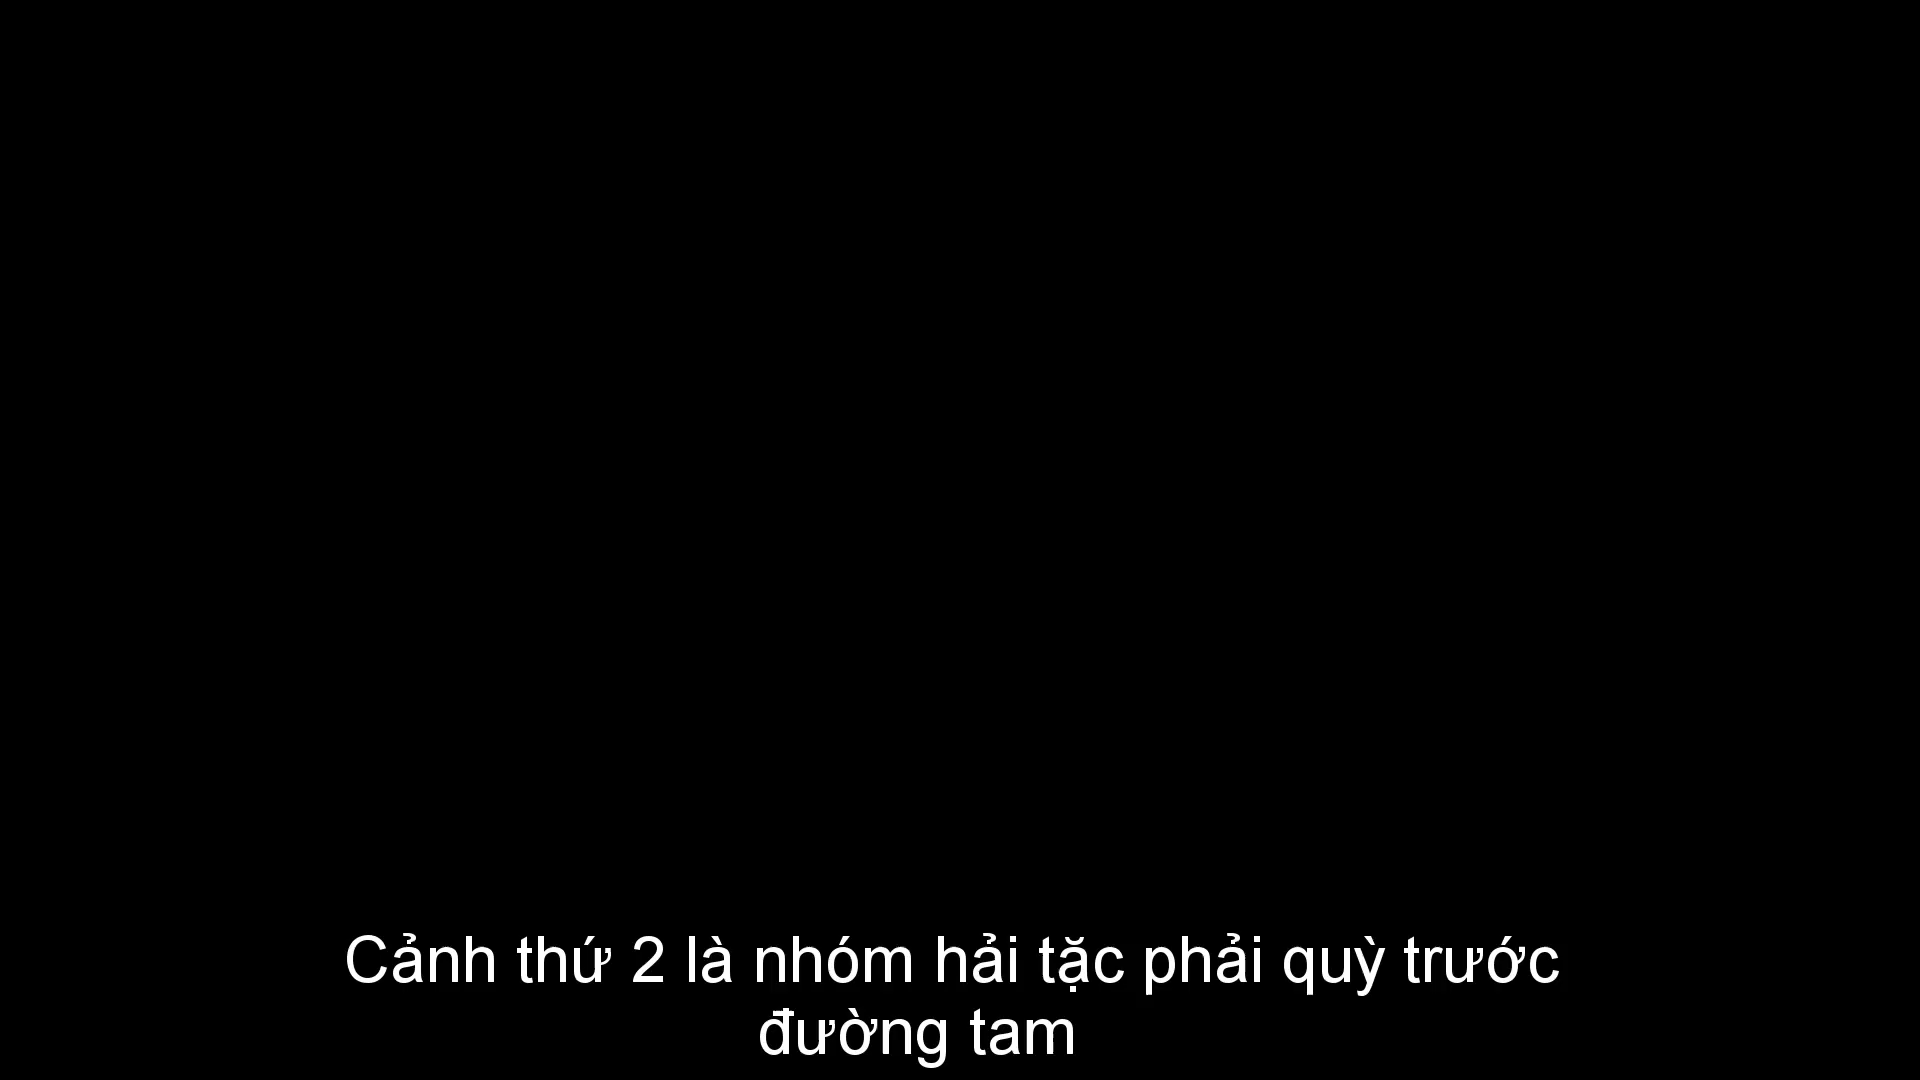 Cảnh thứ 2 là nhóm hải tặc phải quỳ trước
đường tam